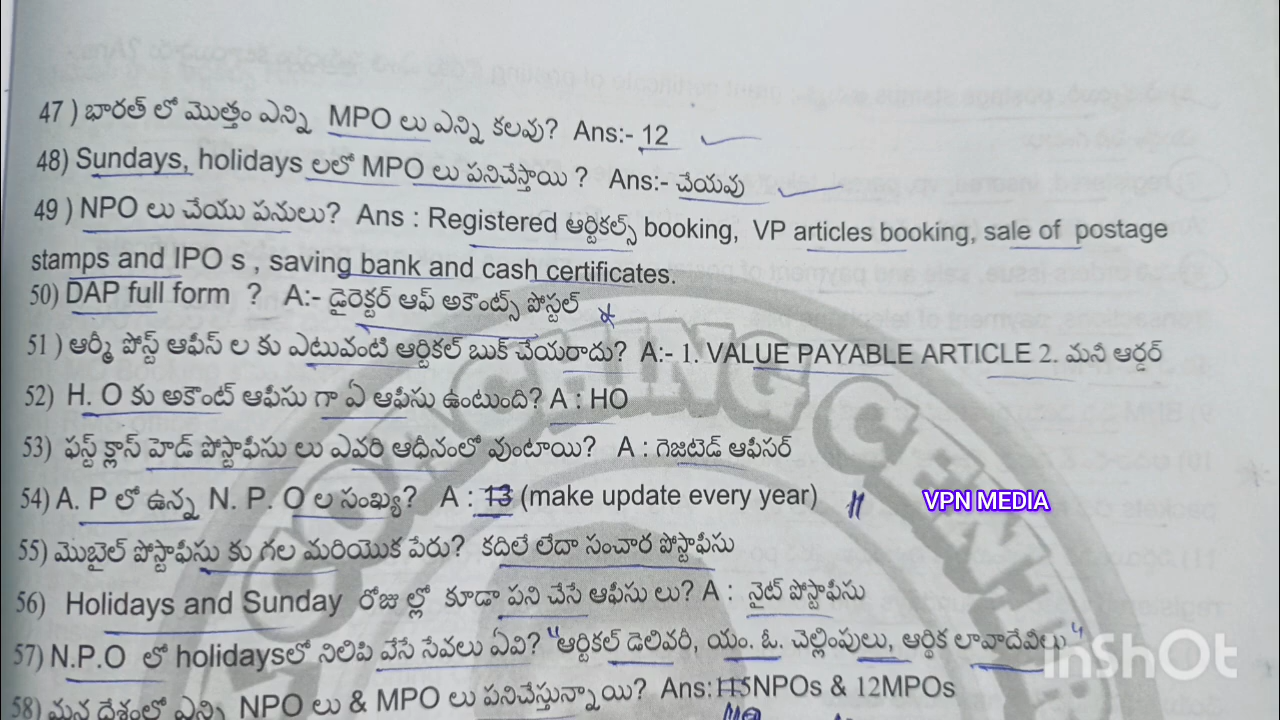 47 ) భారత్ లో మొత్తం ఎన్ని MPO లు ఎన్ని కలవు? Ans:- 12
48) Sundays, holidays లలో MPO లు పనిచేస్తాయి ? Ans:- చేయవు
49 ) NPO లు చేయు పనులు? Ans : Registered ఆర్టికల్స్ booking, VP articles booking, sale of postage
stamps and IPO s , saving bank and cash certificates.
50) DAP full form ? A:- డైరెక్టర్ ఆఫ్ అకౌంట్స్ పోస్టల్
51 ) ఆర్మీ పోస్ట్ ఆఫీస్ ల కు ఎటువంటి ఆర్టికల్ బుక్ చేయరాదు? A:- 1. VALUE PAYABLE ARTICLE 2. మనీ ఆర్డర్
52) H. O కు అకౌంట్ ఆఫీసు గా ఏ ఆఫీసు ఉంటుంది? A : HO
53) ఫస్ట్ క్లాస్ హెడ్ పోస్టాఫీసు లు ఎవరి ఆధీనంలో వుంటాయి? A : గెజిటెడ్ ఆఫీసర్
54) A. P లో ఉన్న N. P. O ల సంఖ్య? A : 13 (make update every year) 11
VPN MEDIA
55) మొబైల్ పోస్టాఫీసు కు గల మరియొక పేరు? కదిలే లేదా సంచార పోస్టాఫీసు
56) Holidays and Sunday రోజు ల్లో కూడా పని చేసే ఆఫీసు లు? A : నైట్ పోస్టాఫీసు
57) N.P.O లో holidaysలో నిలిపి వేసే సేవలు ఏవి? "ఆర్టికల్ డెలివరీ, యం. ఓ. చెల్లింపులు, ఆర్థిక లావాదేవీలు"
InShOt
58) మన దేశంలో ఎన్ని NPO లు & MPO లు పనిచేస్తున్నాయి? Ans:115NPOs & 12MPOs
COACHING CENTRE